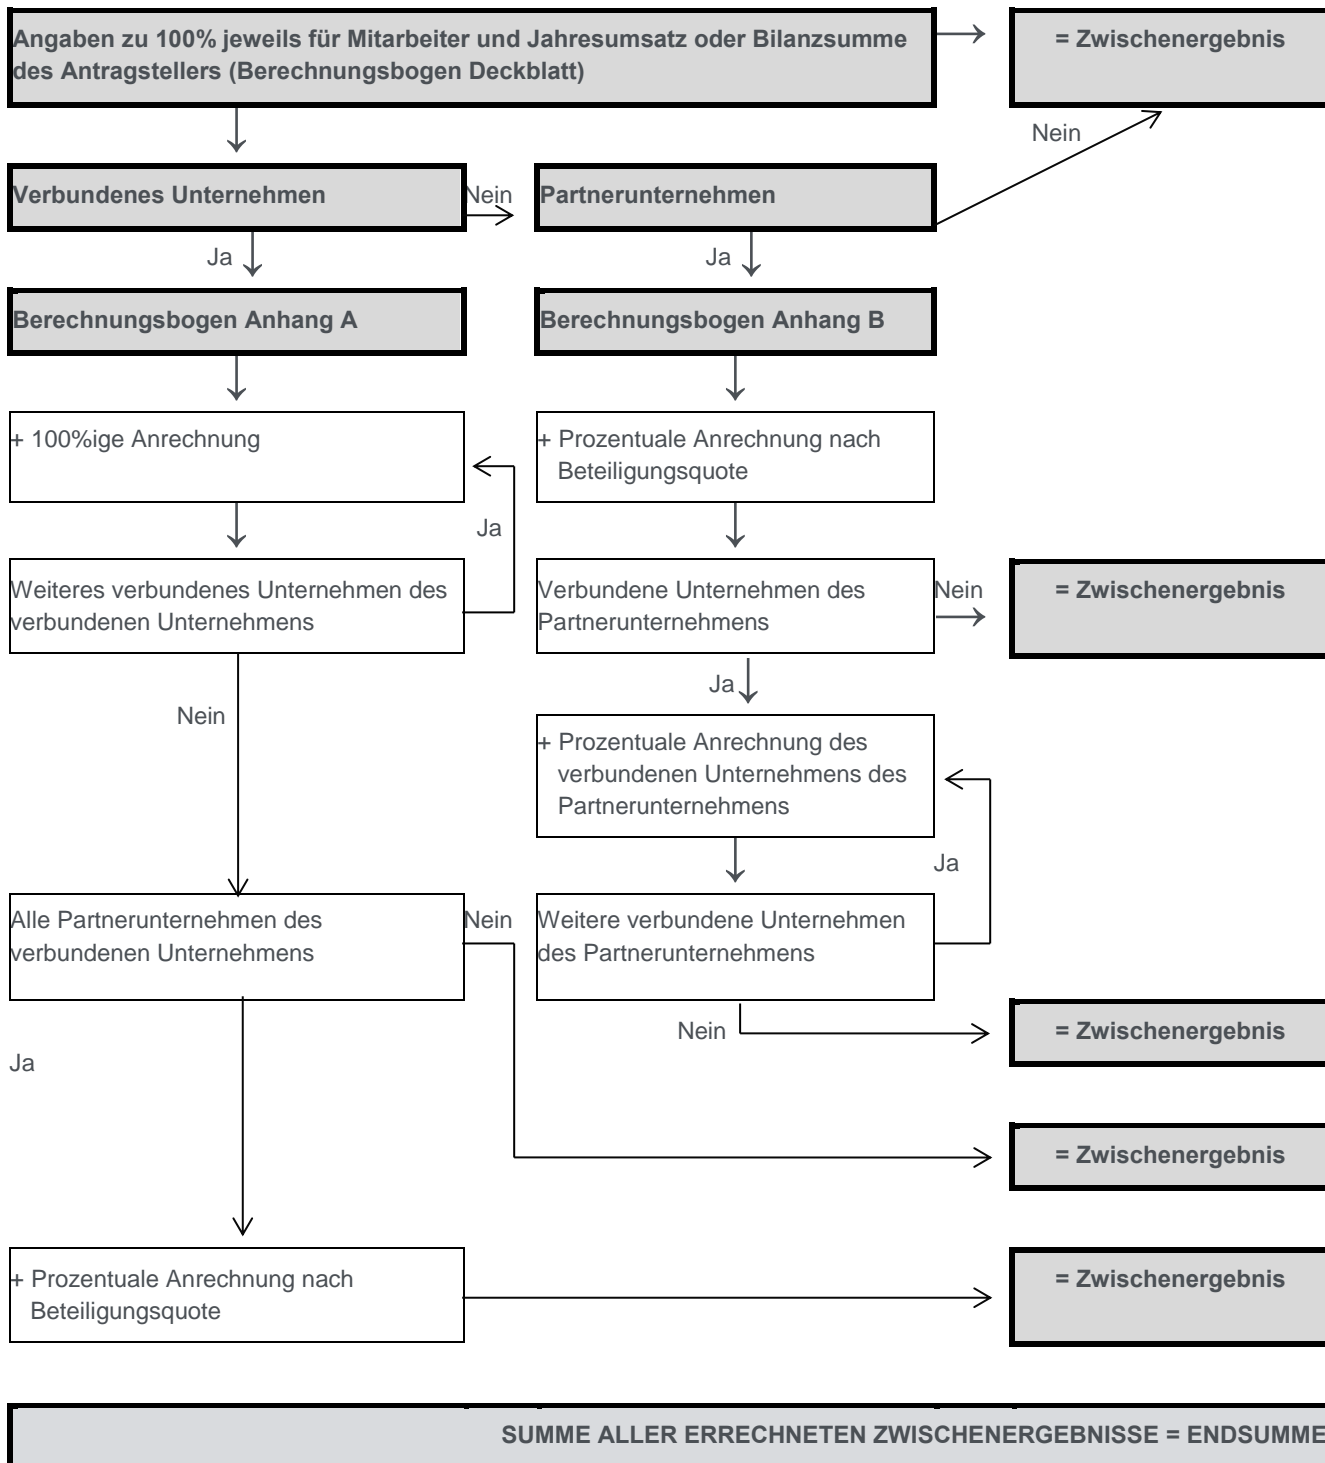 Angaben zu 100% jeweils für Mitarbeiter und Jahresumsatz oder Bilanzsumme
des Antragstellers (Berechnungsbogen Deckblatt)
= Zwischenergebnis
Nein
Verbundenes Unternehmen
Nein
Partnerunternehmen
Ja
Ja
Berechnungsbogen Anhang A
Berechnungsbogen Anhang B
+ 100%ige Anrechnung
+ Prozentuale Anrechnung nach
Beteiligungsquote
Ja
Weiteres verbundenes Unternehmen des
verbundenen Unternehmens
Verbundene Unternehmen des
Partnerunternehmens
Nein
= Zwischenergebnis
Ja
Nein
+ Prozentuale Anrechnung des
verbundenen Unternehmens des
Partnerunternehmens
Ja
Alle Partnerunternehmen des
verbundenen Unternehmens
Nein
Weitere verbundene Unternehmen
des Partnerunternehmens
Nein
= Zwischenergebnis
Ja
= Zwischenergebnis
+ Prozentuale Anrechnung nach
Beteiligungsquote
= Zwischenergebnis
SUMME ALLER ERRECHNETEN ZWISCHENERGEBNISSE = ENDSUMME